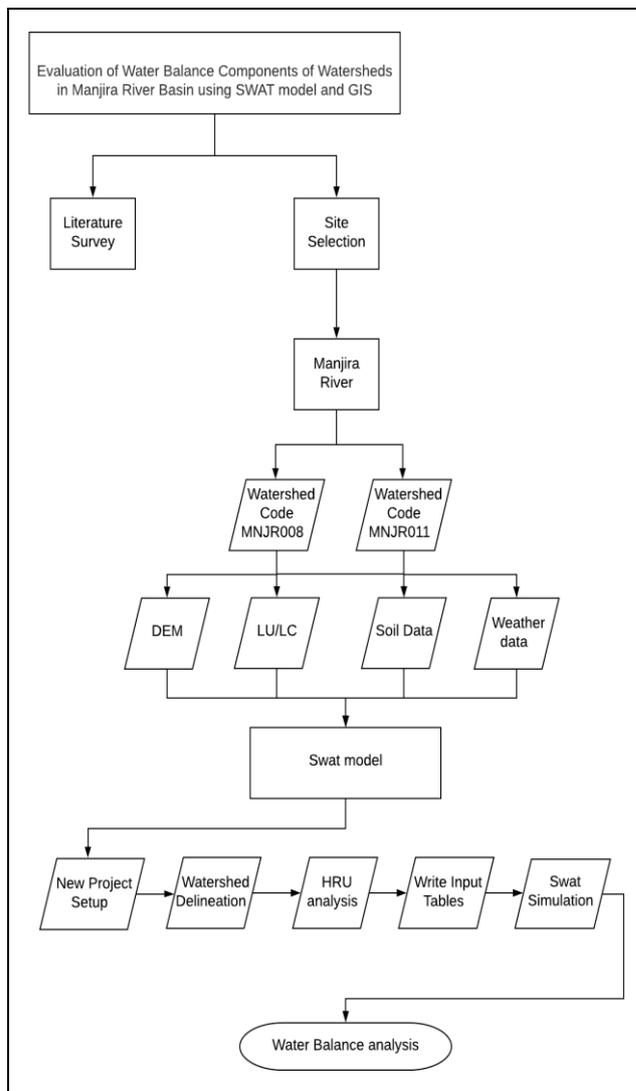 Evaluation of Water Balance Components of Watersheds
in Manjira River Basin using SWAT model and GIS
Literature
Survey
Site
Selection
Manjira
River
Watershed
Code
MNJR008
Watershed
Code
MNJR011
DEM
LU/LC
Soil Data
Weather
data
Swat model
New Project
Setup
Watershed
Delineation
HRU
analysis
Write Input
Tables
Swat
Simulation
Water Balance analysis